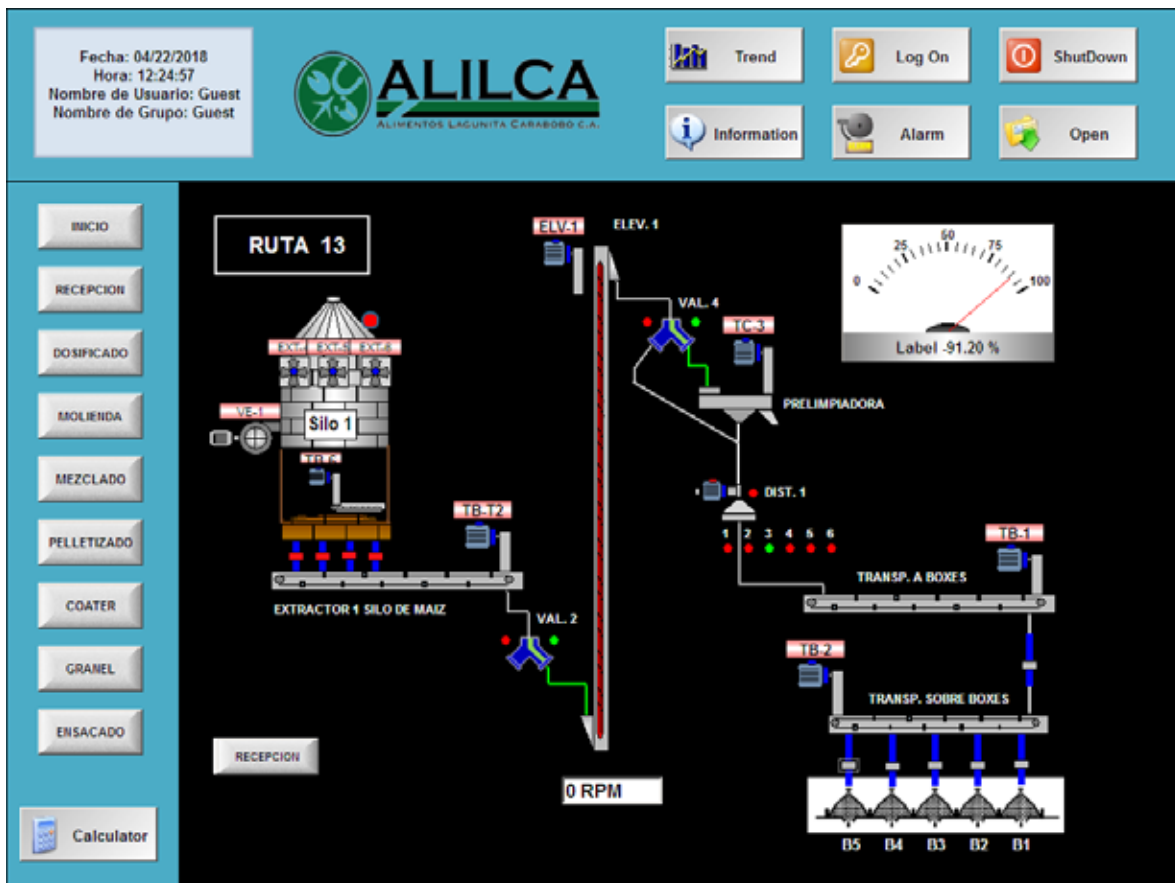 Fecha: 04/22/2018
Hora: 12:24:57
Nombre de Usuario: Guest
Nombre de Grupo: Guest
ALILCA
ALIMENTOS LAGUNITA CARABOBO C.A.
Trend
Log On
ShutDown
Information
Alarm
Open
INICIO
RECEPCION
DOSIFICADO
MOLIENDA
MEZCLADO
PELLETIZADO
COATER
GRANEL
ENSACADO
Calculator
RUTA 13
VE-1
Silo 1
TB-T2
EXTRACTOR 1 SILO DE MAIZ
VAL. 2
RECEPCION
ELV-1
ELEV. 1
0 RPM
VAL. 4
TC-3
PRELIMPIADORA
DIST. 1
1 2 3 4 5 6
0 25 50 75 100
Label -91.20 %
TB-1
TRANSP. A BOXES
TB-2
TRANSP. SOBRE BOXES
B5 B4 B3 B2 B1